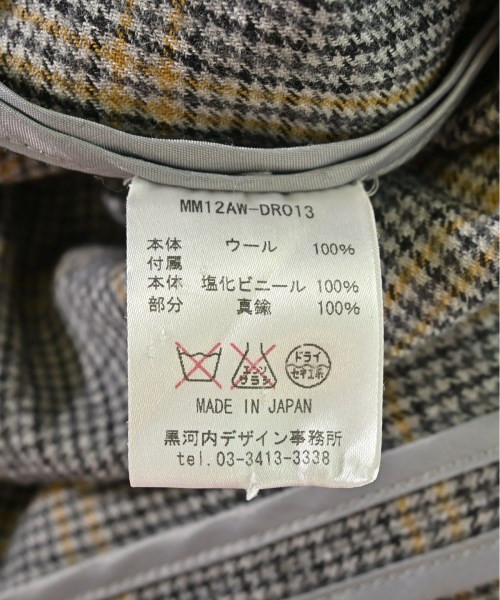 MM12AW-DR013
本体 ウール 100%
付属
本体 塩化ビニール 100%
部分 真鍮 100%
エンソ サラシ
ドライ セキユ系
MADE IN JAPAN
黒河内デザイン事務所
tel.03-3413-3338